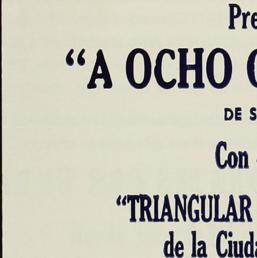 Pre
“A OCHO
DE S
Con
“TRIANGULAR
de la Ciuda